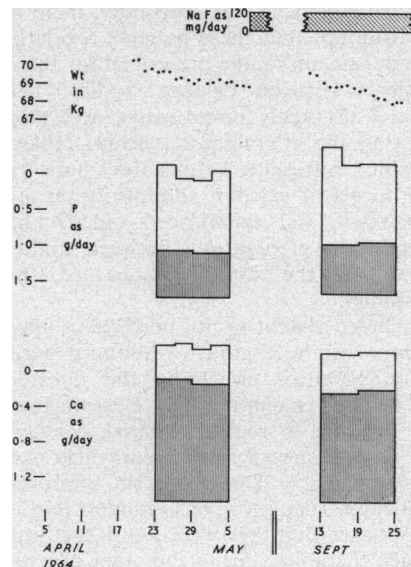 Na F as 120
mg/day 0
70
69
68
67
Wt
in
Kg
0
0.5
1.0
1.5
P
as
g/day
0
0.4
0.8
1.2
Ca
as
g/day
5 11 17 23 29 5 13 19 25
APRIL MAY SEPT
1964